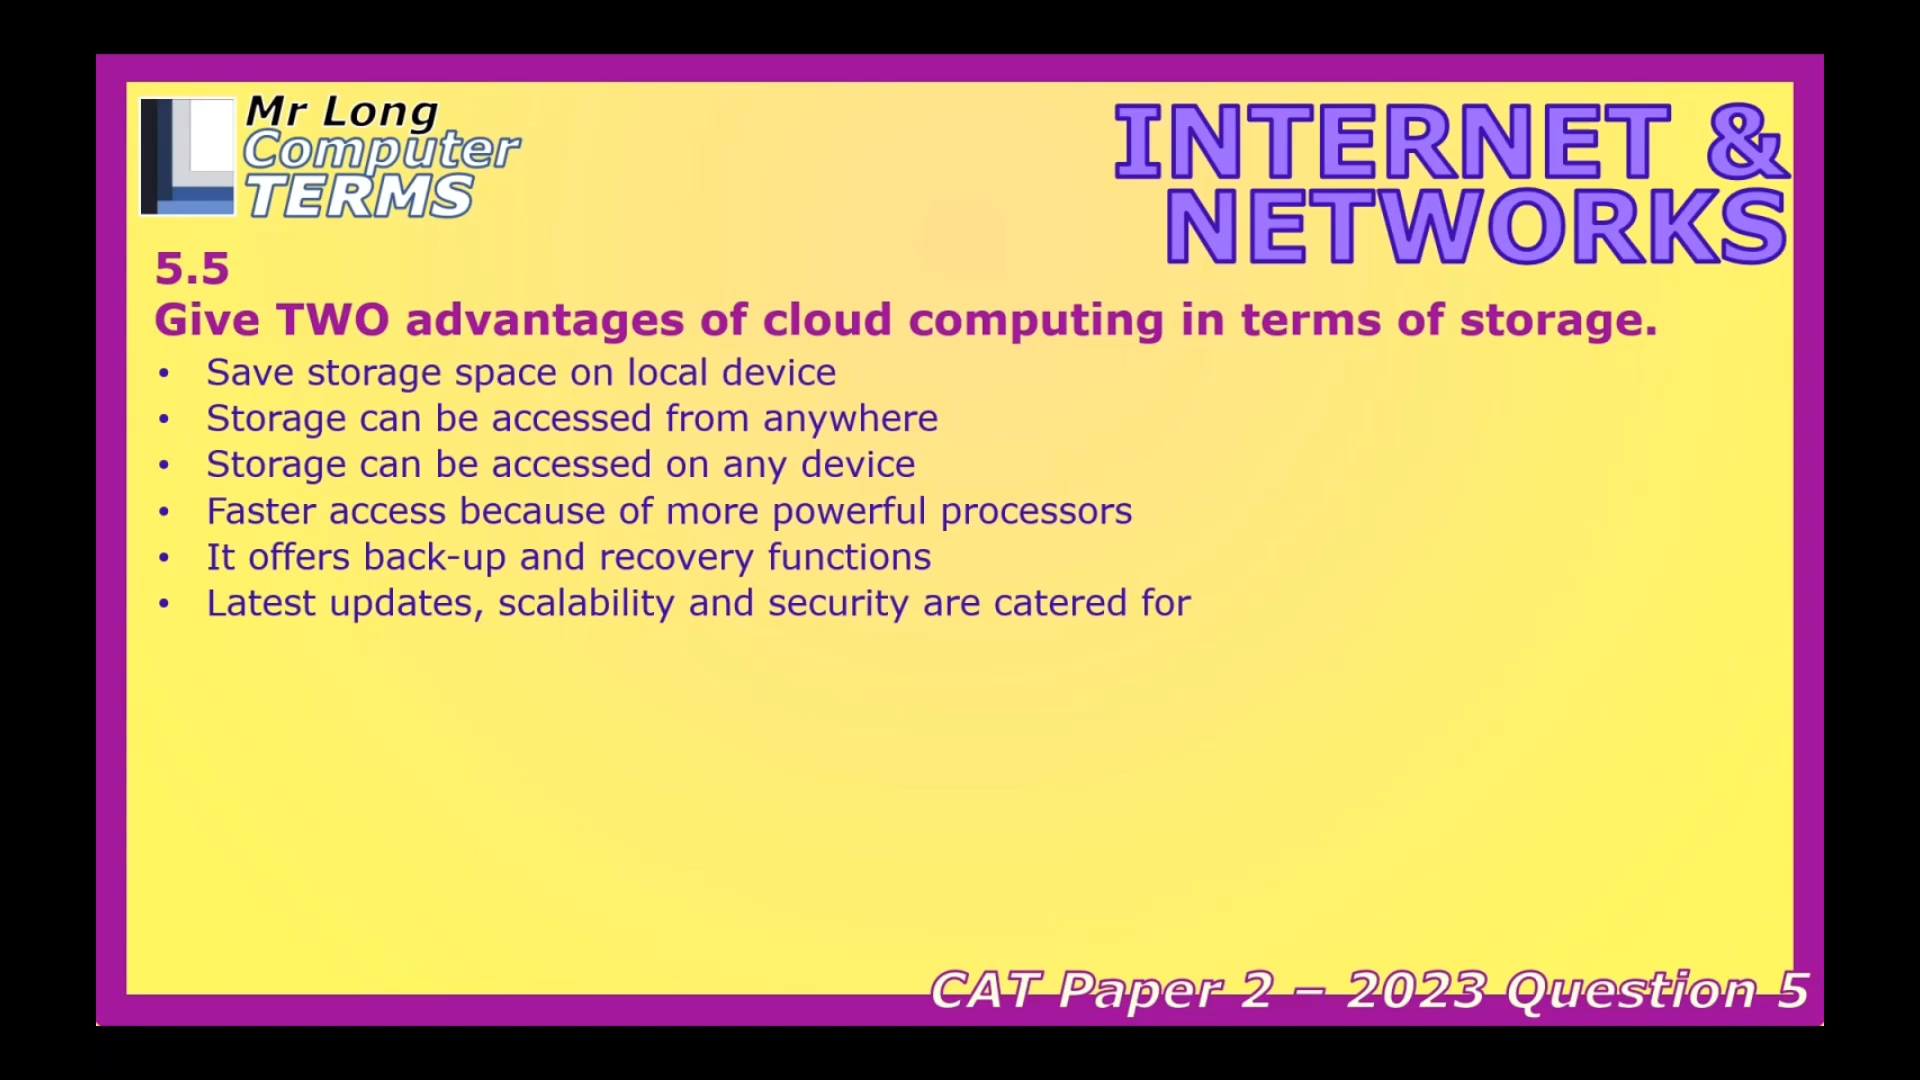 Mr Long
Computer
TERMS
INTERNET &
NETWORKS
5.5
Give TWO advantages of cloud computing in terms of storage.
• Save storage space on local device
• Storage can be accessed from anywhere
• Storage can be accessed on any device
• Faster access because of more powerful processors
• It offers back-up and recovery functions
• Latest updates, scalability and security are catered for
CAT Paper 2 – 2023 Question 5